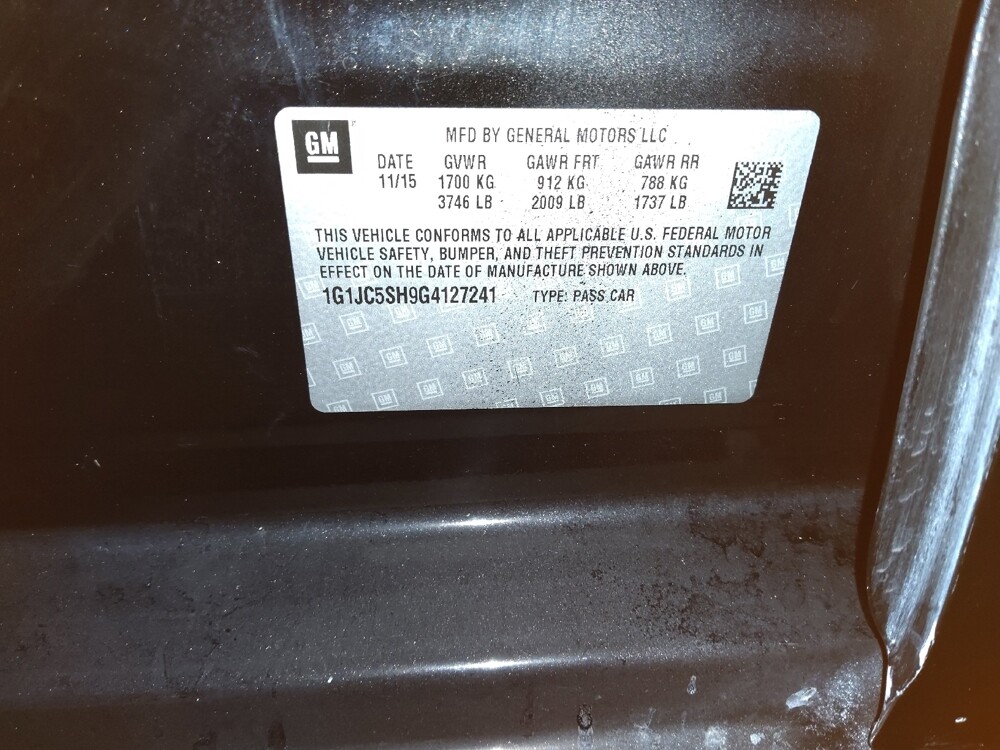 GM
MFD BY GENERAL MOTORS LLC
DATE GVWR GAWR FRT GAWR RR
11/15 1700 KG 912 KG 788 KG
3746 LB 2009 LB 1737 LB
THIS VEHICLE CONFORMS TO ALL APPLICABLE U.S. FEDERAL MOTOR
VEHICLE SAFETY, BUMPER, AND THEFT PREVENTION STANDARDS IN
EFFECT ON THE DATE OF MANUFACTURE SHOWN ABOVE.
1G1JC5SH9G4127241 TYPE: PASS CAR